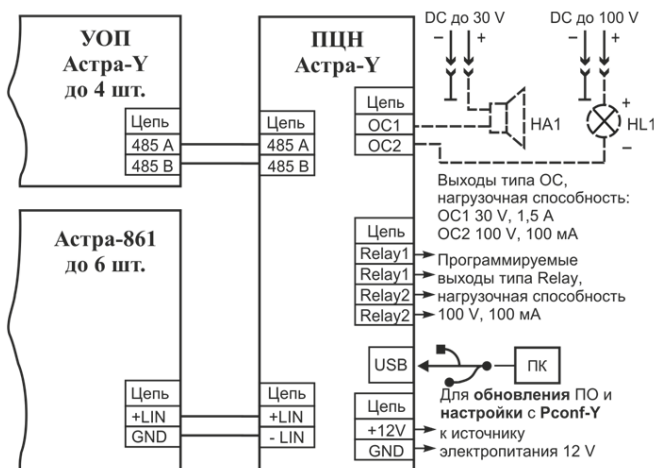 УОП
Астра-Y
до 4 шт.
Цепь
485 A
485 B
Астра-861
до 6 шт.
Цепь
+LIN
GND
ПЦН
Астра-Y
Цепь
485 A
485 B
Цепь
+LIN
- LIN
Цепь
OC1
OC2
Цепь
Relay1
Relay1
Relay2
Relay2
USB
Цепь
+12V
GND
DC до 30 V
– +
HA1
DC до 100 V
– +
+
HL1
–
Выходы типа ОС,
нагрузочная способность:
ОС1 30 V, 1,5 А
ОС2 100 V, 100 мА
Программируемые
выходы типа Relay,
нагрузочная способность
100 V, 100 мА
ПК
Для обновления ПО и
настройки с Pconf-Y
к источнику
электропитания 12 V